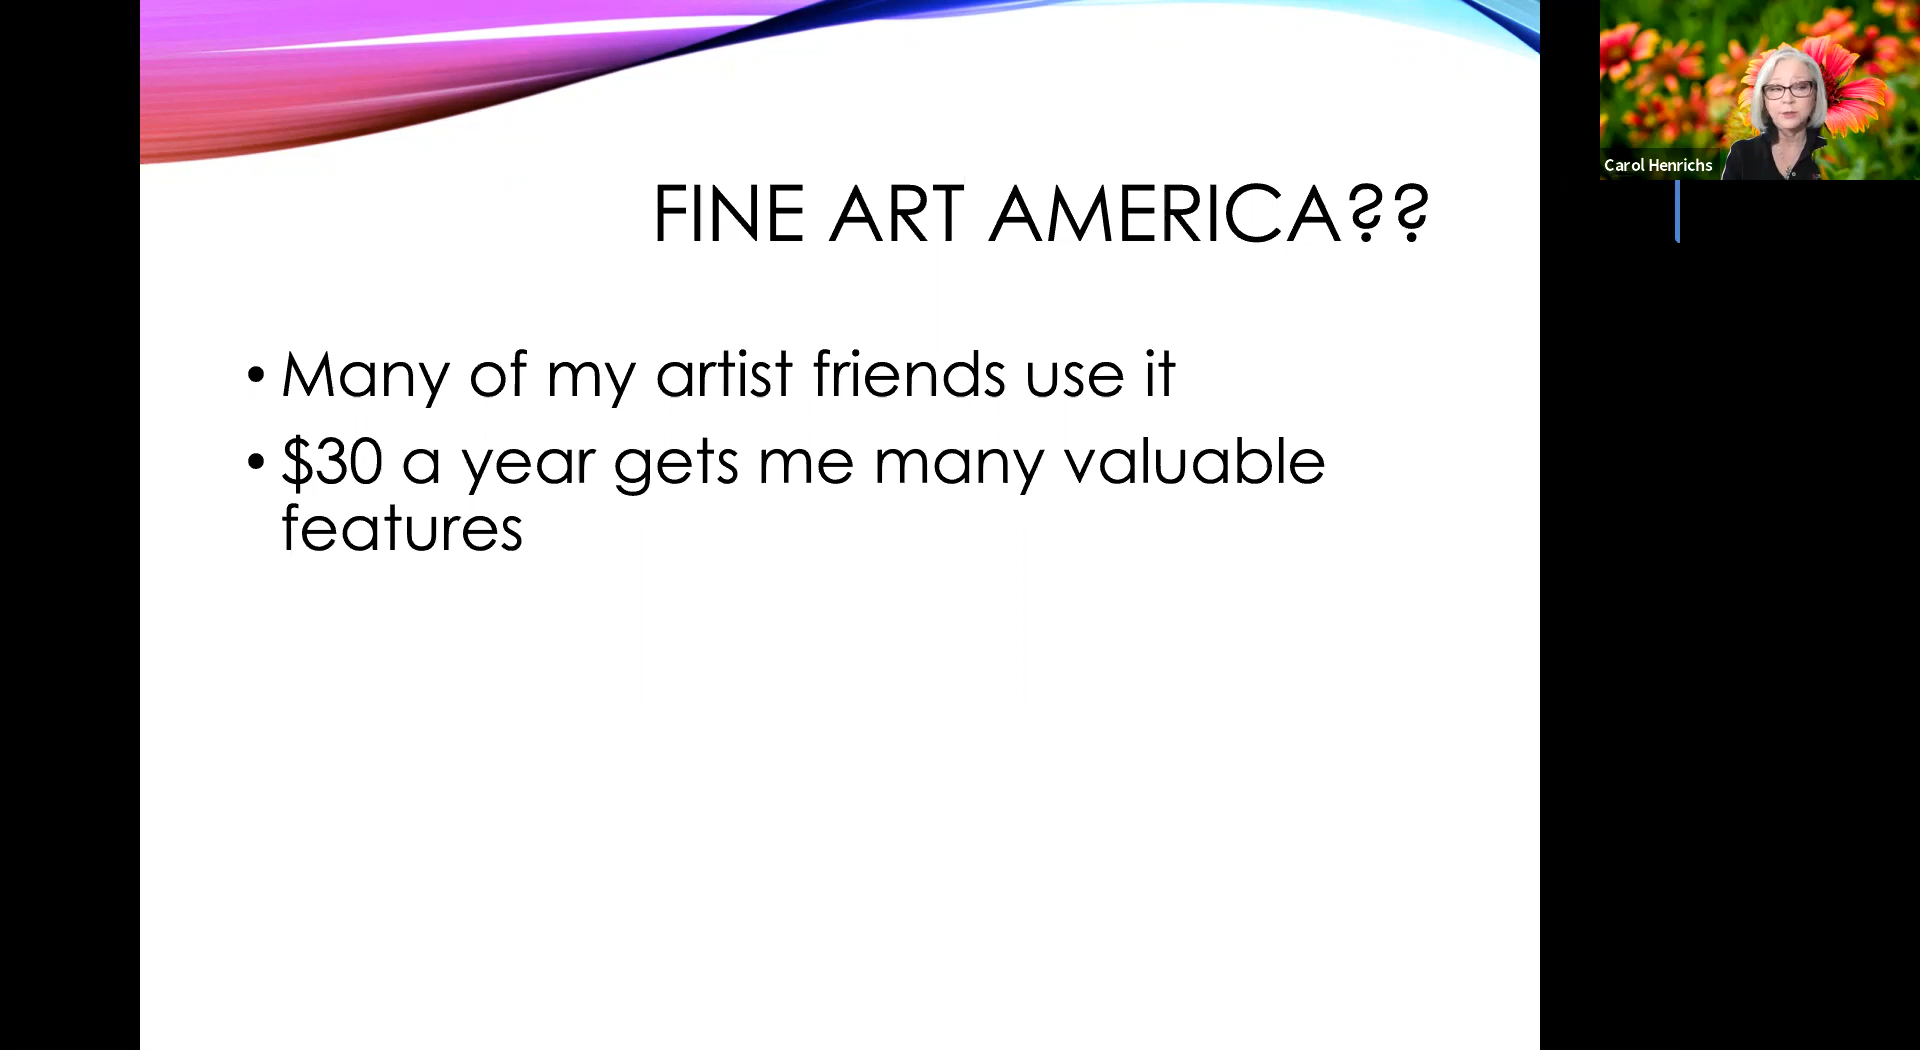 FINE ART AMERICA??
• Many of my artist friends use it
• $30 a year gets me many valuable
features
Carol Henrichs